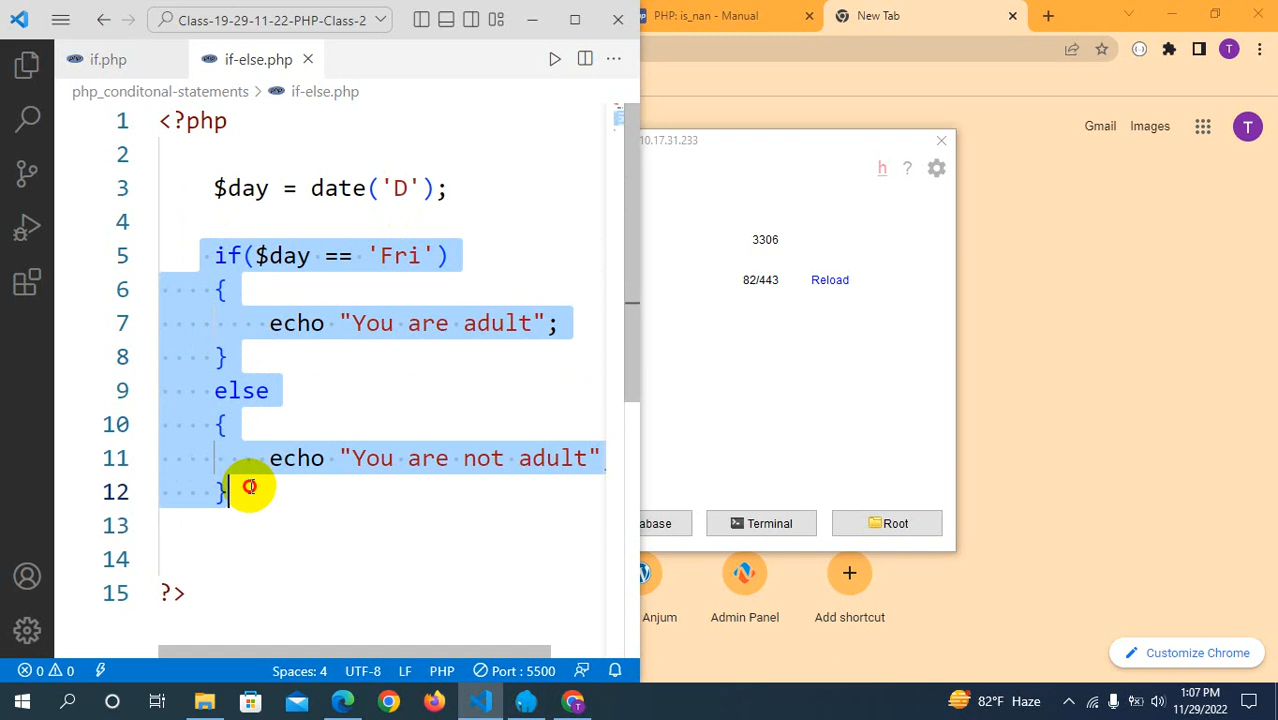 Class-19-29-11-22-PHP-Class-2
if.php
if-else.php
php_conditonal-statements > if-else.php
1 <?php
2
3 $day = date('D');
4
5 if($day == 'Fri')
6 {
7 echo "You are adult";
8 }
9 else
10 {
11 echo "You are not adult"
12 }
13
14
15 ?>
0 0 Spaces: 4 UTF-8 LF PHP Port : 5500
PHP: is_nan - Manual
New Tab
T
Gmail Images T
10.17.31.233
h ?
3306
82/443 Reload
abase Terminal Root
Anjum Admin Panel Add shortcut
Customize Chrome
82°F Haze
1:07 PM
11/29/2022